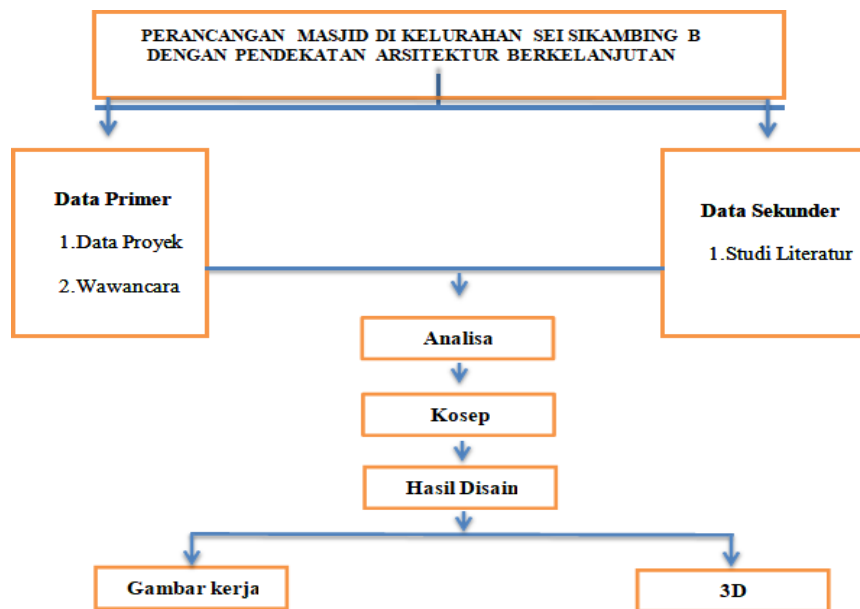 PERANCANGAN MASJID DI KELURAHAN SEI SIKAMBING B
DENGAN PENDEKATAN ARSITEKTUR BERKELANJUTAN
Data Primer
1.Data Proyek
2.Wawancara
Data Sekunder
1.Studi Literatur
Analisa
Kosep
Hasil Disain
Gambar kerja
3D